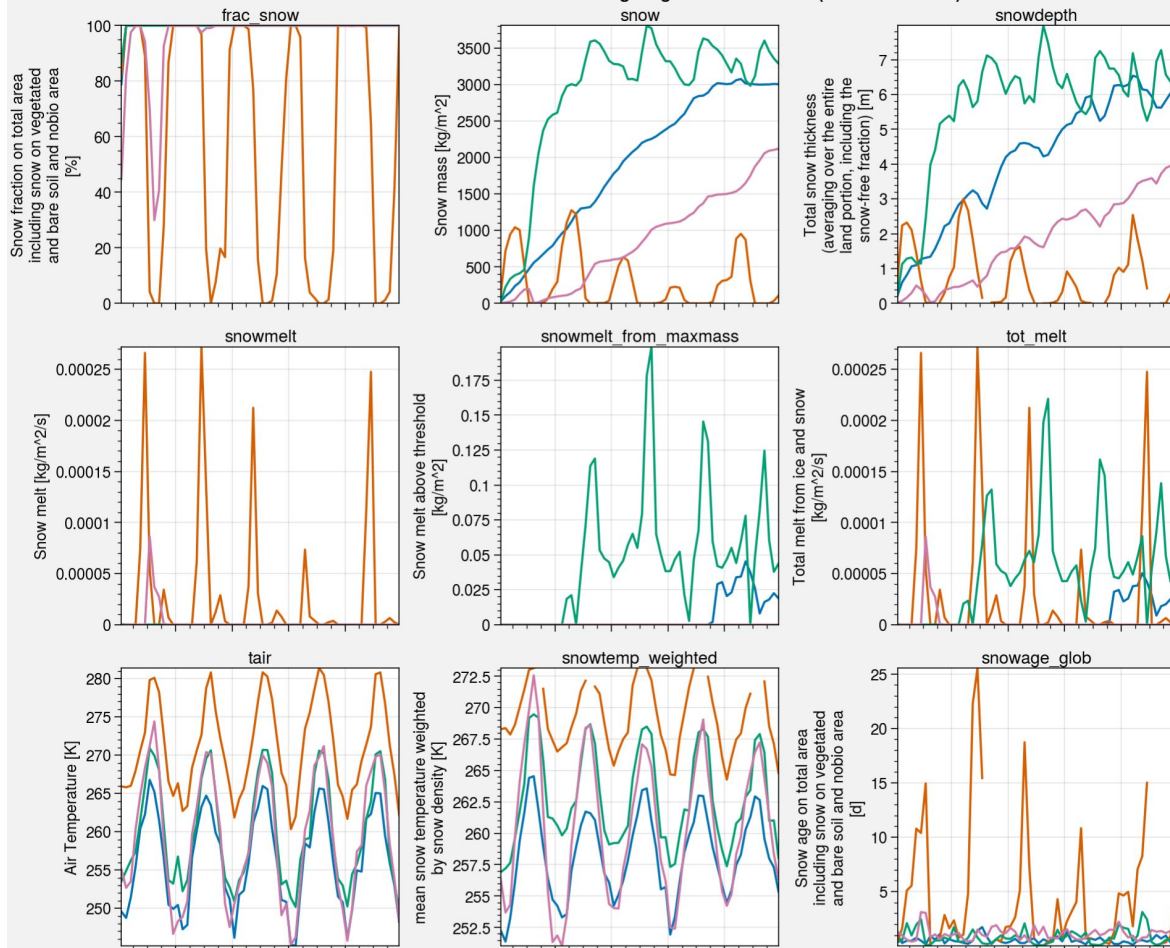 frac_snow
snow
snowdepth
Snow fraction on total area
including snow on vegetated
and bare soil and nobio area
[%]
100
80
60
40
20
0
Snow mass [kg/m^2]
3500
3000
2500
2000
1500
1000
500
0
Total snow thickness
(averaging over the entire
land portion, including the
snow-free fraction) [m]
7
6
5
4
3
2
1
0
snowmelt
snowmelt_from_maxmass
tot_melt
Snow melt [kg/m^2/s]
0.00025
0.0002
0.00015
0.0001
0.00005
0
Snow melt above threshold
[kg/m^2]
0.175
0.15
0.125
0.1
0.075
0.05
0.025
0
Total melt from ice and snow
[kg/m^2/s]
0.00025
0.0002
0.00015
0.0001
0.00005
0
tair
snowtemp_weighted
snowage_glob
Air Temperature [K]
280
275
270
265
260
255
250
mean snow temperature weighted
by snow density [K]
272.5
270
267.5
265
262.5
260
257.5
255
252.5
Snow age on total area
including snow on vegetated
and bare soil and nobio area
[d]
25
20
15
10
5